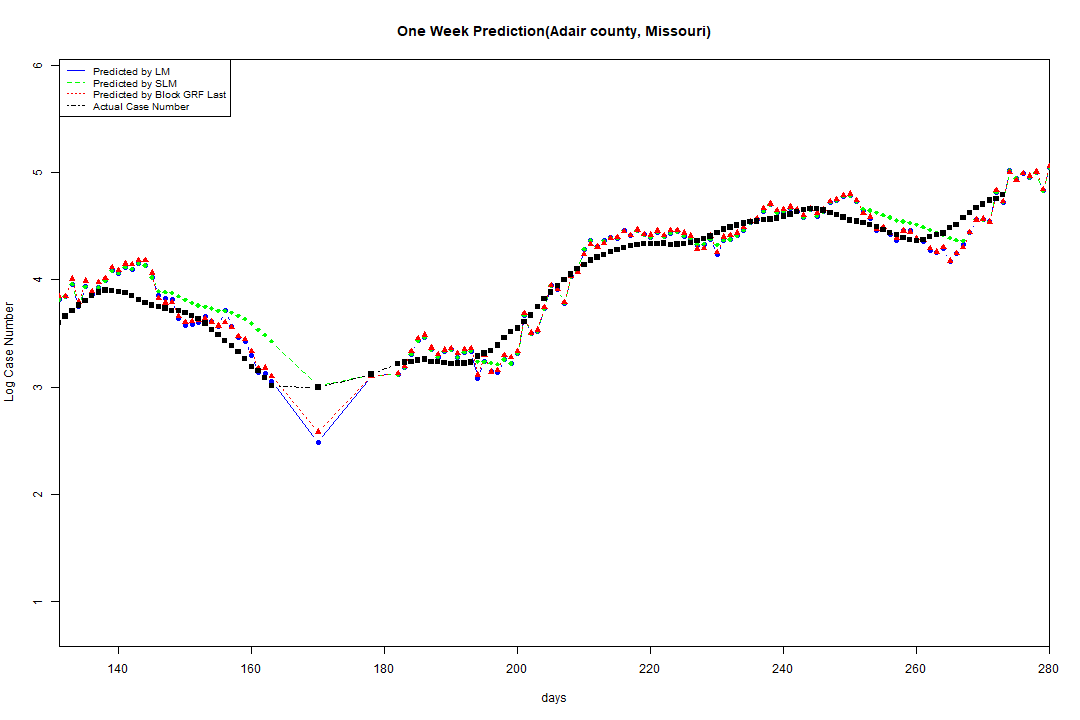 One Week Prediction(Adair county, Missouri)
Predicted by LM
Predicted by SLM
Predicted by Block GRF Last
Actual Case Number
6
5
4
3
2
1
Log Case Number
140 160 180 200 220 240 260 280
days